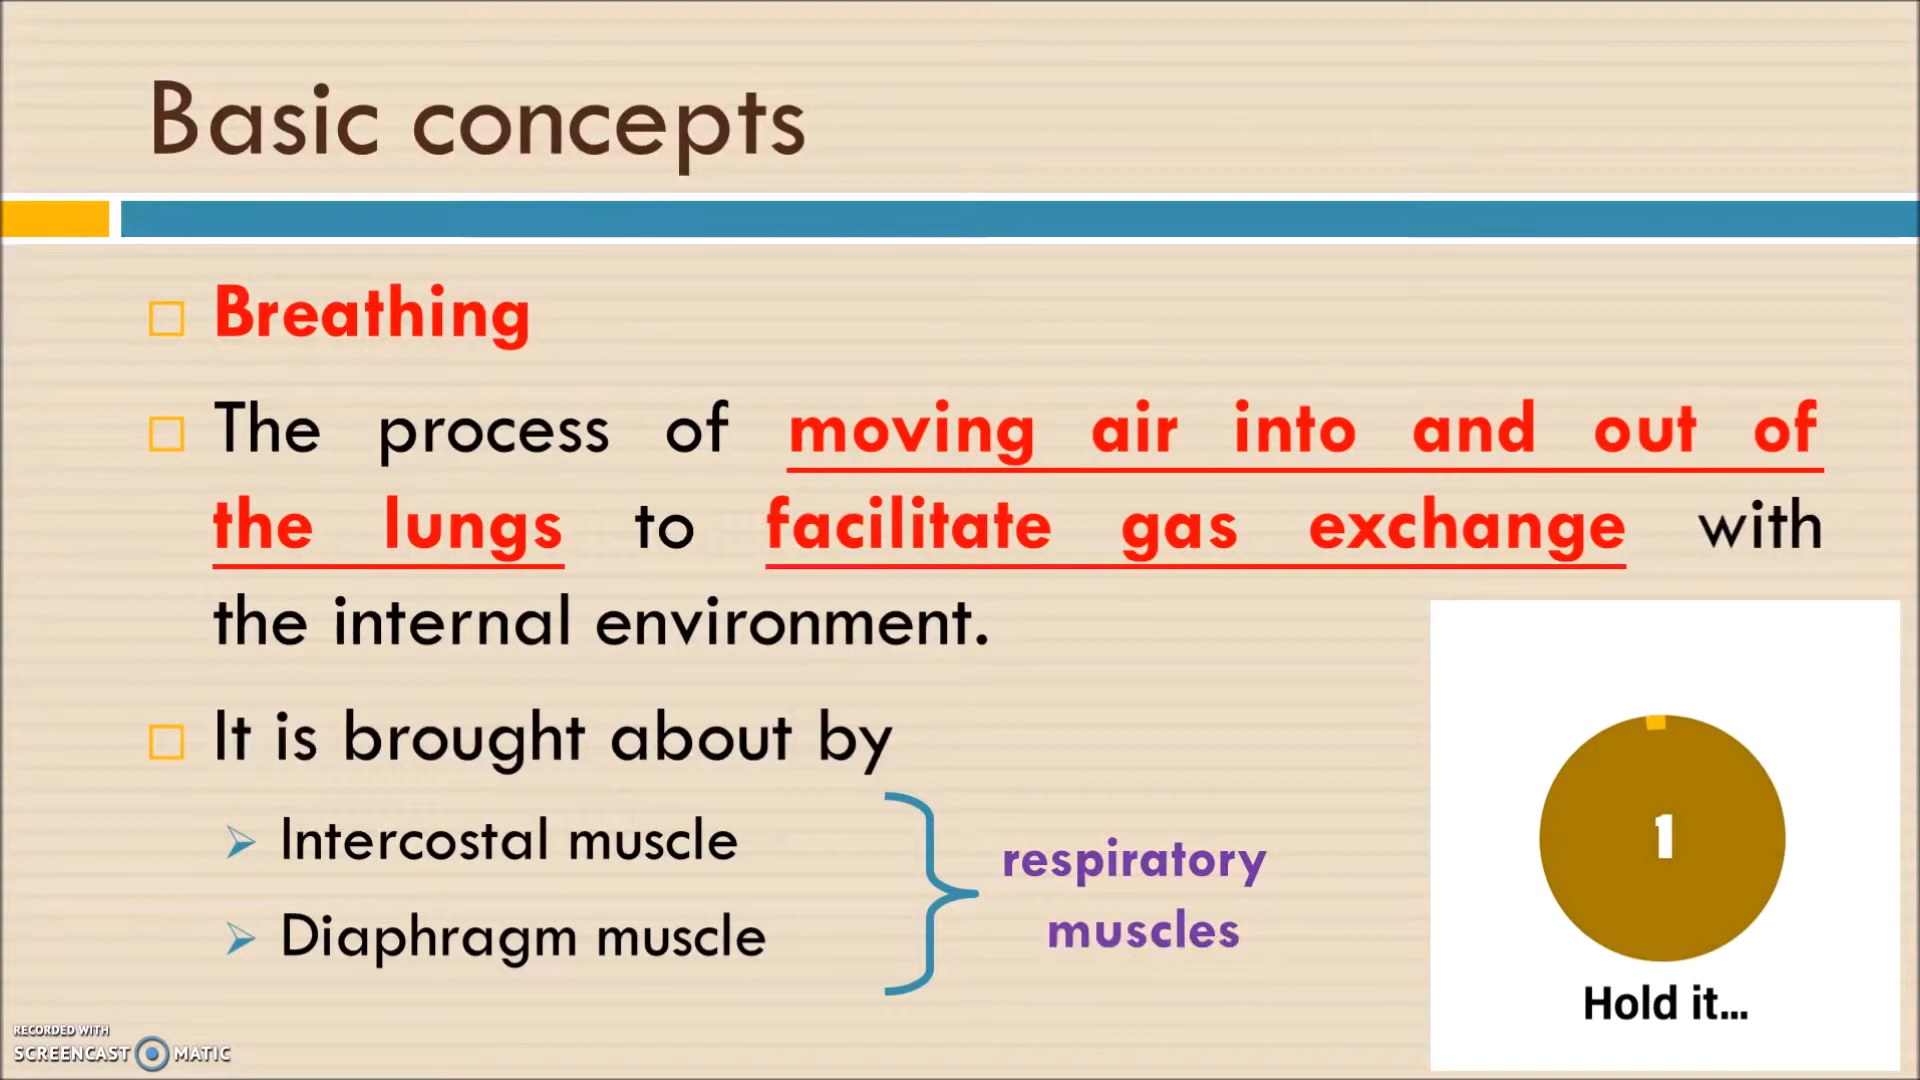 Basic concepts
Breathing
The process of moving air into and out of
the lungs to facilitate gas exchange with
the internal environment.
It is brought about by
Intercostal muscle
Diaphragm muscle
respiratory
muscles
1
Hold it...
RECORDED WITH
SCREENCAST MATIC